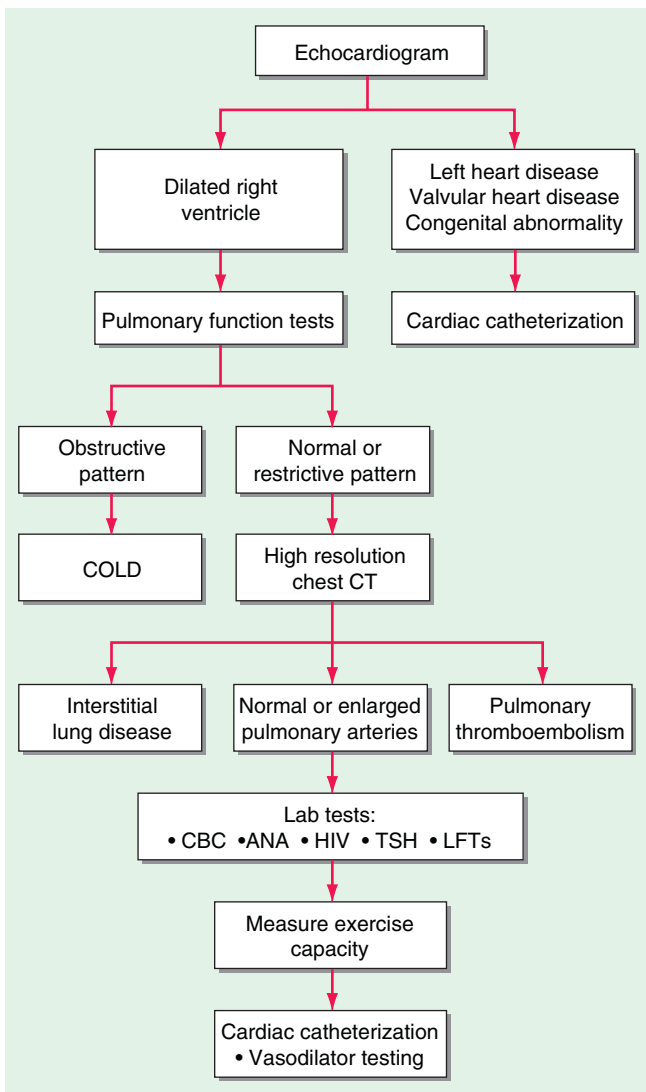 Echocardiogram
Dilated right
ventricle
Left heart disease
Valvular heart disease
Congenital abnormality
Pulmonary function tests
Cardiac catheterization
Obstructive
pattern
Normal or
restrictive pattern
COLD
High resolution
chest CT
Interstitial
lung disease
Normal or enlarged
pulmonary arteries
Pulmonary
thromboembolism
Lab tests:
• CBC •ANA • HIV • TSH • LFTs
Measure exercise
capacity
Cardiac catheterization
• Vasodilator testing